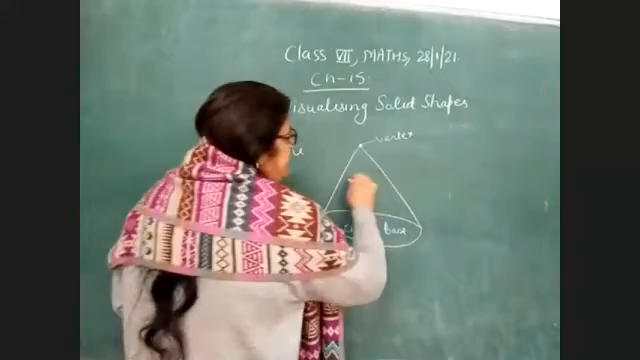 Class VII, MATHS, 28/1/21
Ch-15
Visualising Solid Shapes
vertex
base